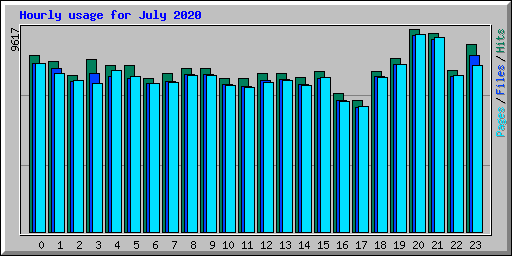 Hourly usage for July 2020
9617
Pages / Files / Hits
0 1 2 3 4 5 6 7 8 9 10 11 12 13 14 15 16 17 18 19 20 21 22 23